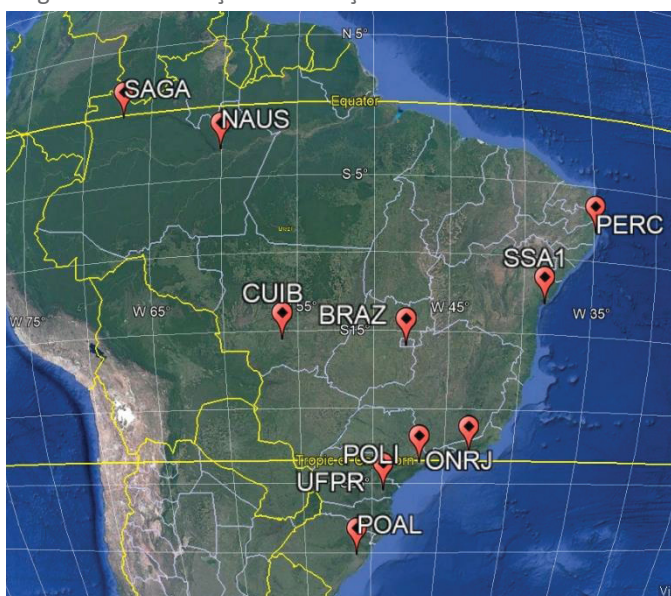 N 5°
SAGA
Equator
NAUS
S 5°
PERC
SSA1
CUIB
55°
BRAZ
W 45°
W 35°
W 75°
W 65°
S15°
POLI
ONRJ
UFPR
POAL